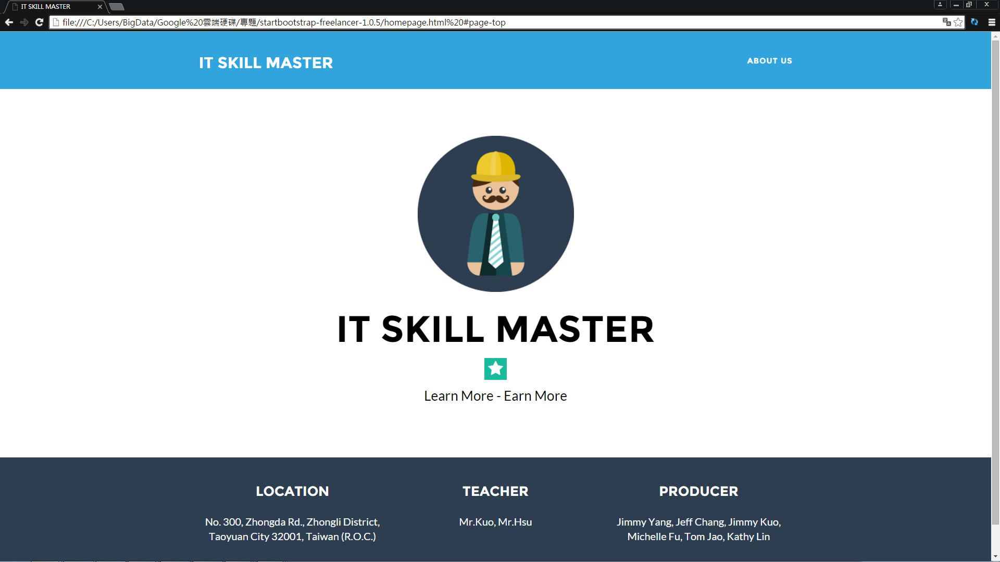 IT SKILL MASTER
file:///C:/Users/BigData/Google%20雲端硬碟/專題/startbootstrap-freelancer-1.0.5/homepage.html%20#page-top
IT SKILL MASTER
ABOUT US
IT SKILL MASTER
Learn More - Earn More
LOCATION
No. 300, Zhongda Rd., Zhongli District,
Taoyuan City 32001, Taiwan (R.O.C.)
TEACHER
Mr.Kuo, Mr.Hsu
PRODUCER
Jimmy Yang, Jeff Chang, Jimmy Kuo,
Michelle Fu, Tom Jao, Kathy Lin